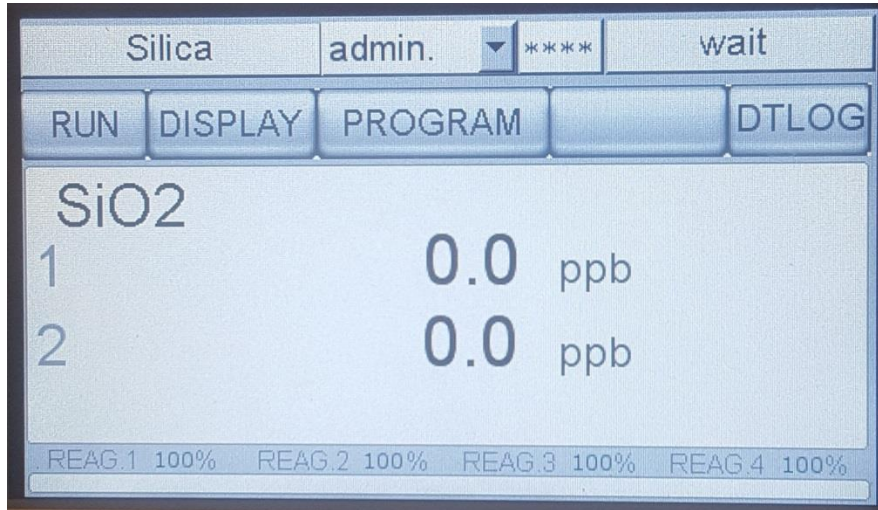 Silica admin. **** wait
RUN DISPLAY PROGRAM DTLOG
SiO2
1 0.0 ppb
2 0.0 ppb
REAG.1 100% REAG.2 100% REAG.3 100% REAG.4 100%